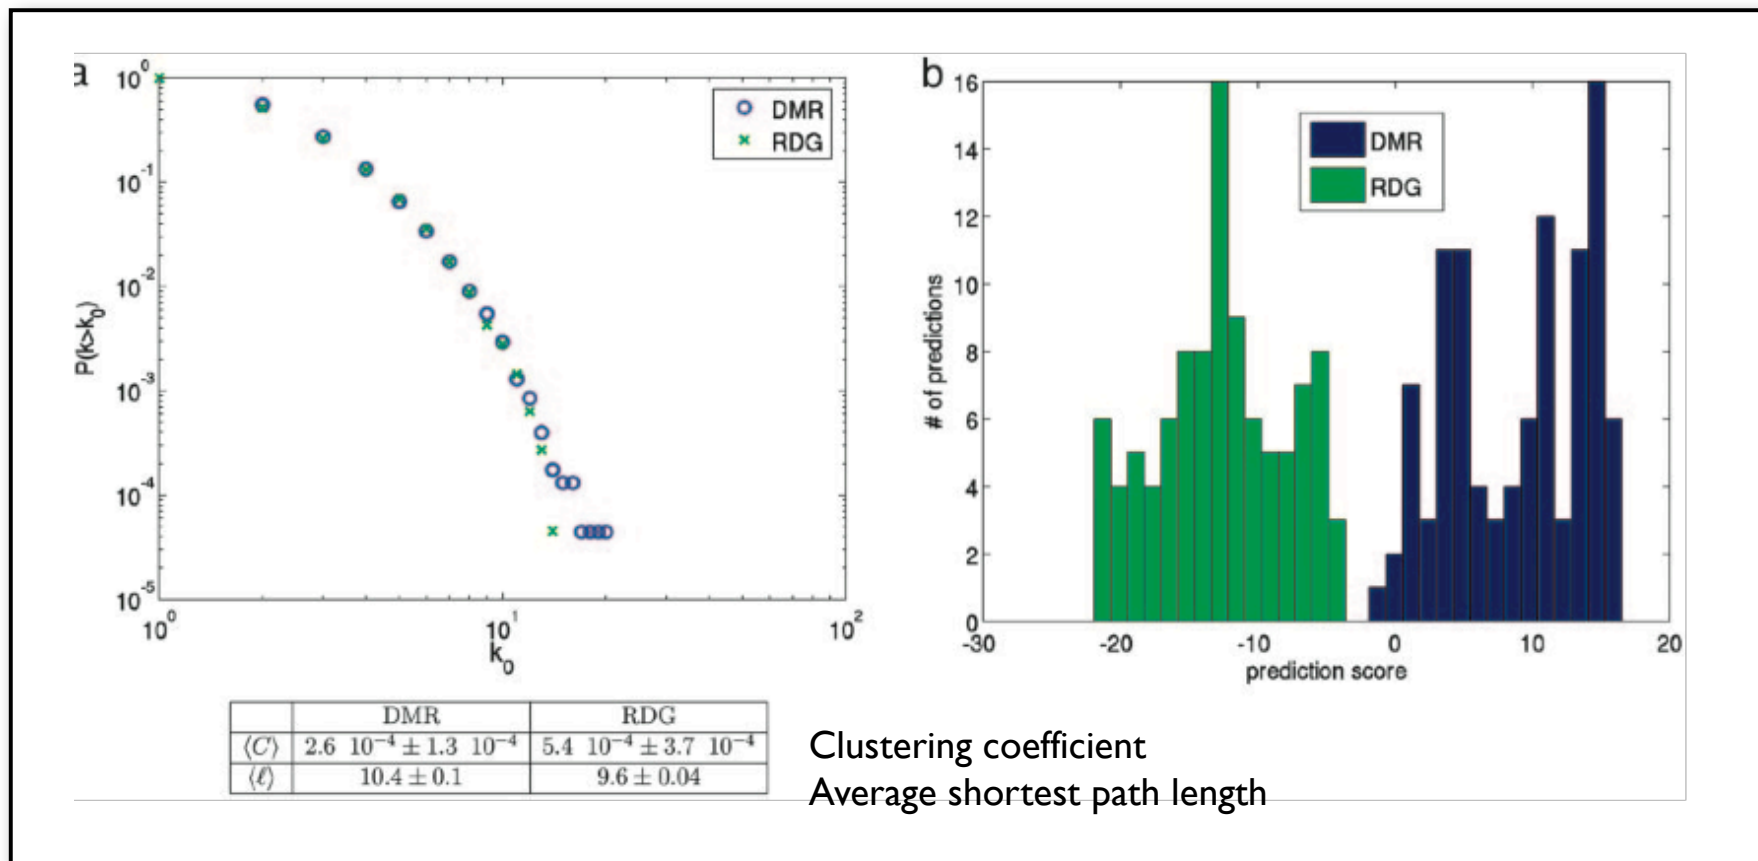 a
10^0
10^-1
10^-2
10^-3
10^-4
10^-5
P(k>k_0)
DMR
RDG
10^0 10^1 10^2
k_0
b
16
14
12
10
8
6
4
2
0
# of predictions
DMR
RDG
-30 -20 -10 0 10 20
prediction score
DMR RDG
⟨C⟩ 2.6 10^−4 ± 1.3 10^−4 5.4 10^−4 ± 3.7 10^−4
⟨ℓ⟩ 10.4 ± 0.1 9.6 ± 0.04
Clustering coefficient
Average shortest path length